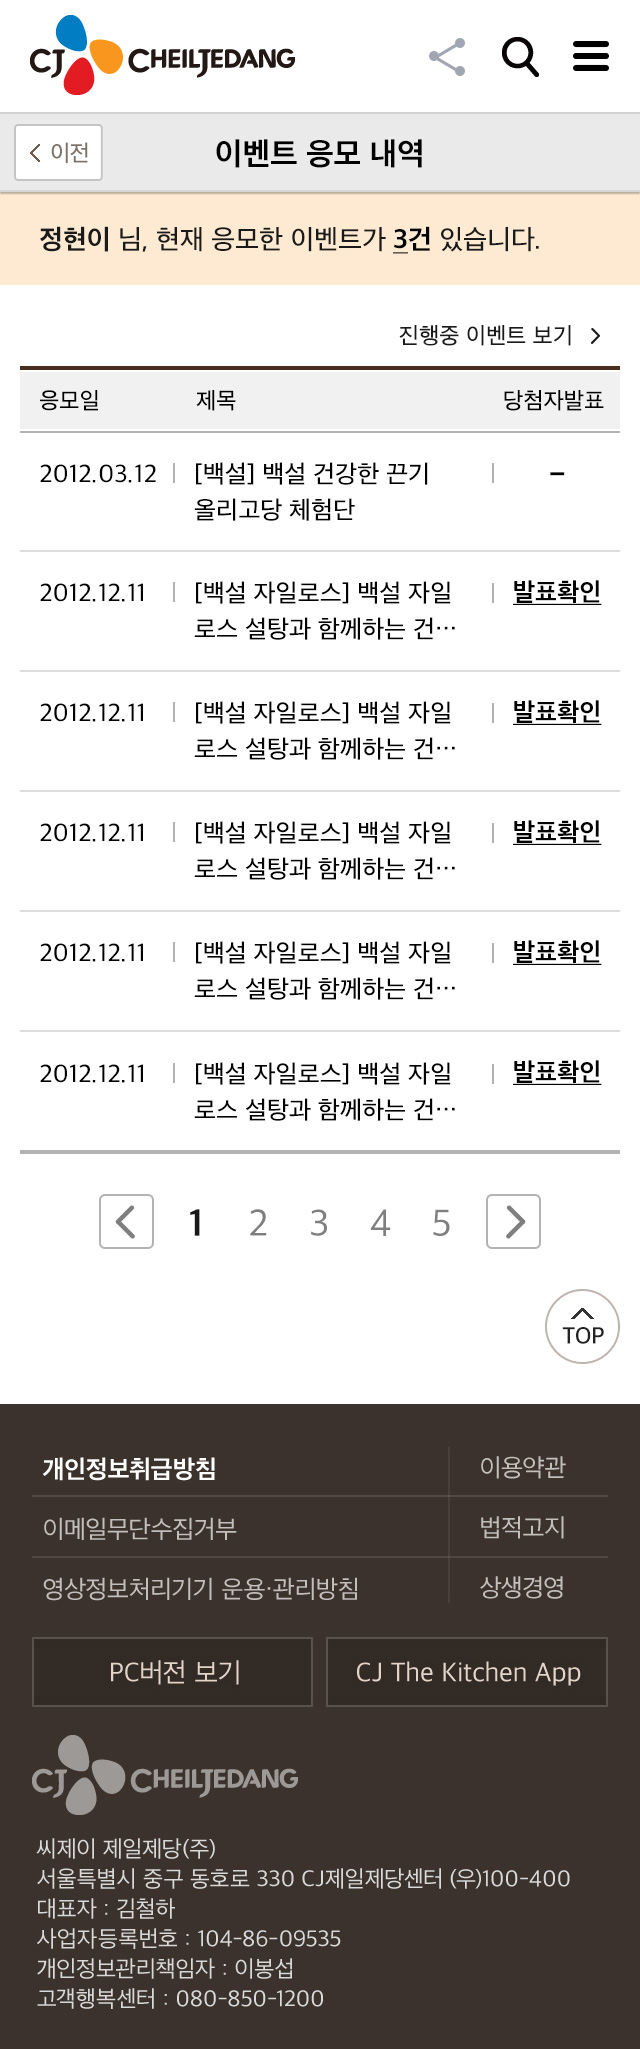 CJ CHEILJEDANG
이전
이벤트 응모 내역
정현이 님, 현재 응모한 이벤트가 3건 있습니다.
진행중 이벤트 보기
응모일 제목 당첨자발표
2012.03.12 [백설] 백설 건강한 끈기 –
올리고당 체험단
2012.12.11 [백설 자일로스] 백설 자일 발표확인
로스 설탕과 함께하는 건…
2012.12.11 [백설 자일로스] 백설 자일 발표확인
로스 설탕과 함께하는 건…
2012.12.11 [백설 자일로스] 백설 자일 발표확인
로스 설탕과 함께하는 건…
2012.12.11 [백설 자일로스] 백설 자일 발표확인
로스 설탕과 함께하는 건…
2012.12.11 [백설 자일로스] 백설 자일 발표확인
로스 설탕과 함께하는 건…
1 2 3 4 5
TOP
개인정보취급방침 이용약관
이메일무단수집거부 법적고지
영상정보처리기기 운용·관리방침 상생경영
PC버전 보기 CJ The Kitchen App
CJ CHEILJEDANG
씨제이 제일제당(주)
서울특별시 중구 동호로 330 CJ제일제당센터 (우)100-400
대표자 : 김철하
사업자등록번호 : 104-86-09535
개인정보관리책임자 : 이봉섭
고객행복센터 : 080-850-1200